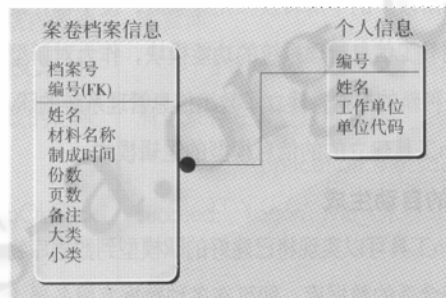 案卷档案信息
档案号
编号(FK)
姓名
材料名称
制成时间
份数
页数
备注
大类
小类
个人信息
编号
姓名
工作单位
单位代码